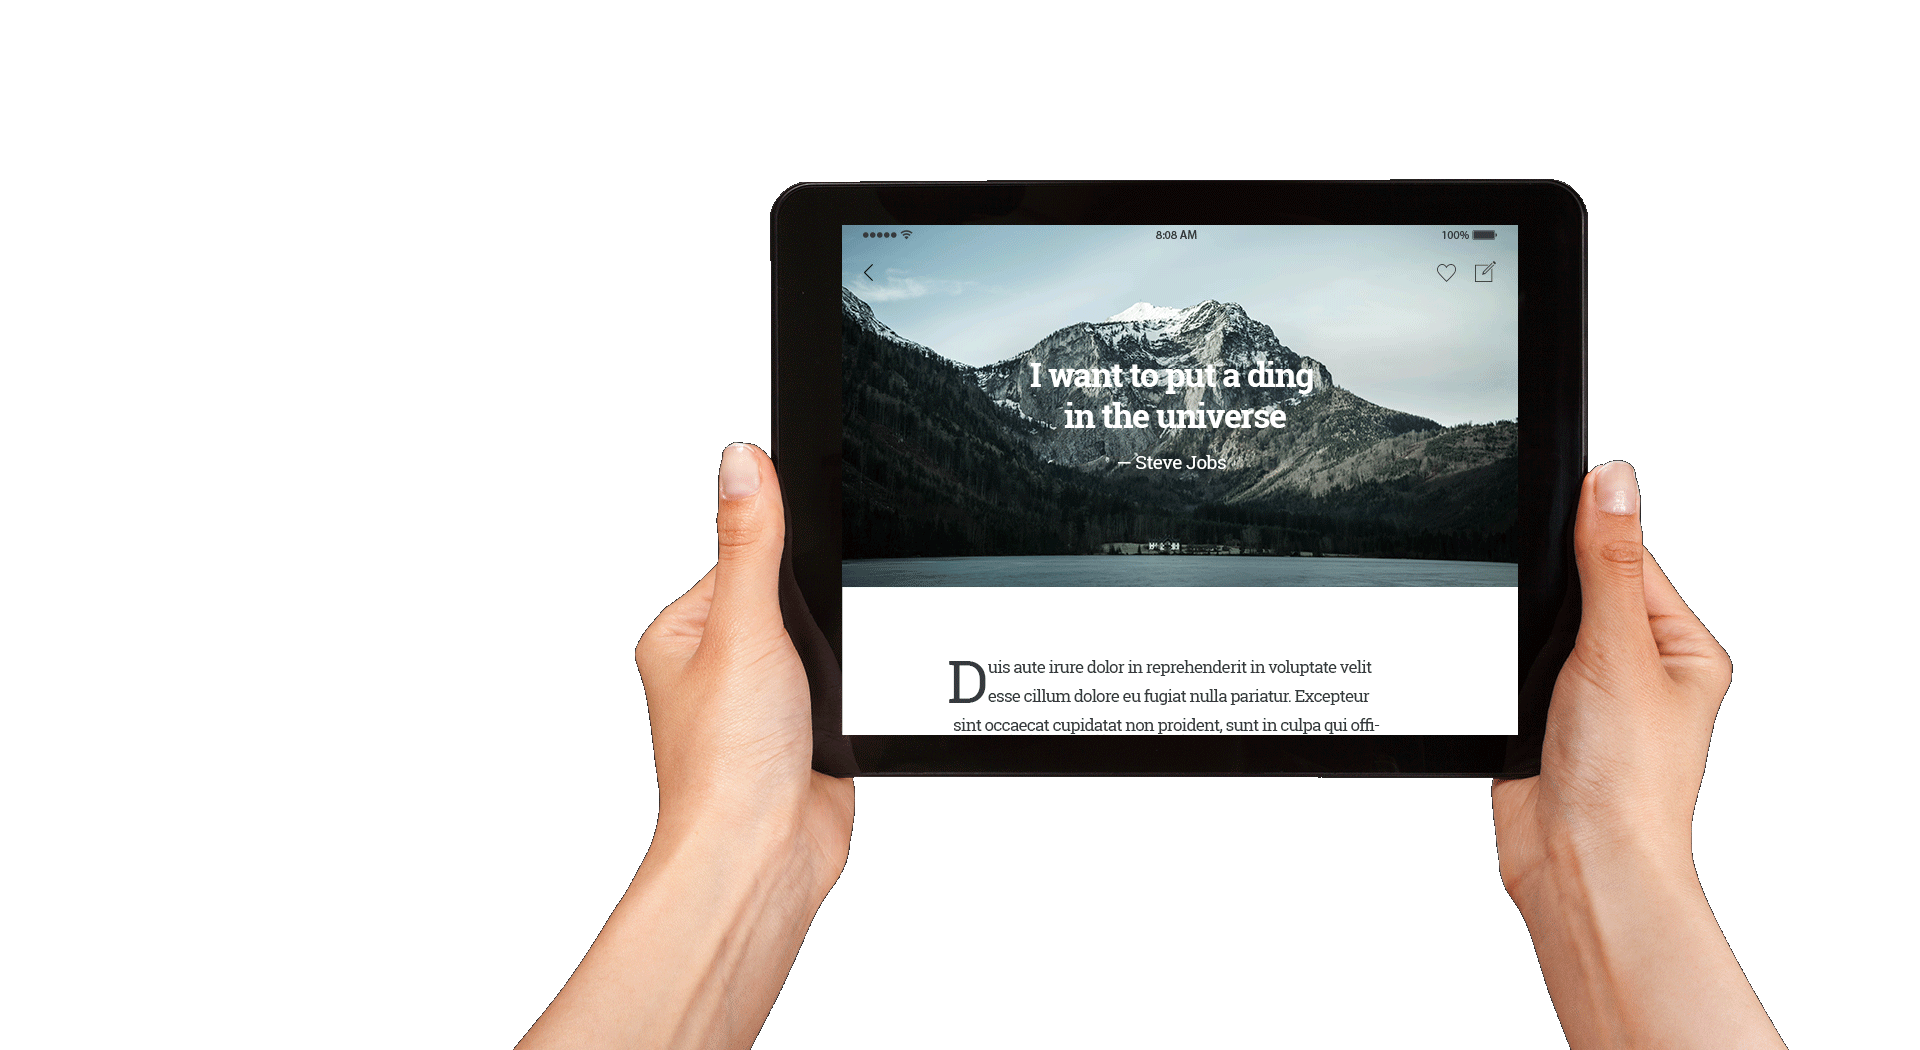 8:08 AM
100%
I want to put a ding
in the universe
— Steve Jobs
Duis aute irure dolor in reprehenderit in voluptate velit
esse cillum dolore eu fugiat nulla pariatur. Excepteur
sint occaecat cupidatat non proident, sunt in culpa qui offi-